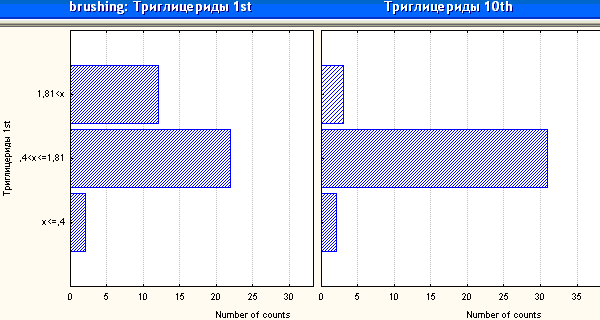 brushing: Триглицериды 1st
Триглицериды 10th
Триглицериды 1st
1,81<x
,4<x<=1,81
x<=,4
0 5 10 15 20 25 30
0 5 10 15 20 25 30 35
Number of counts
Number of counts